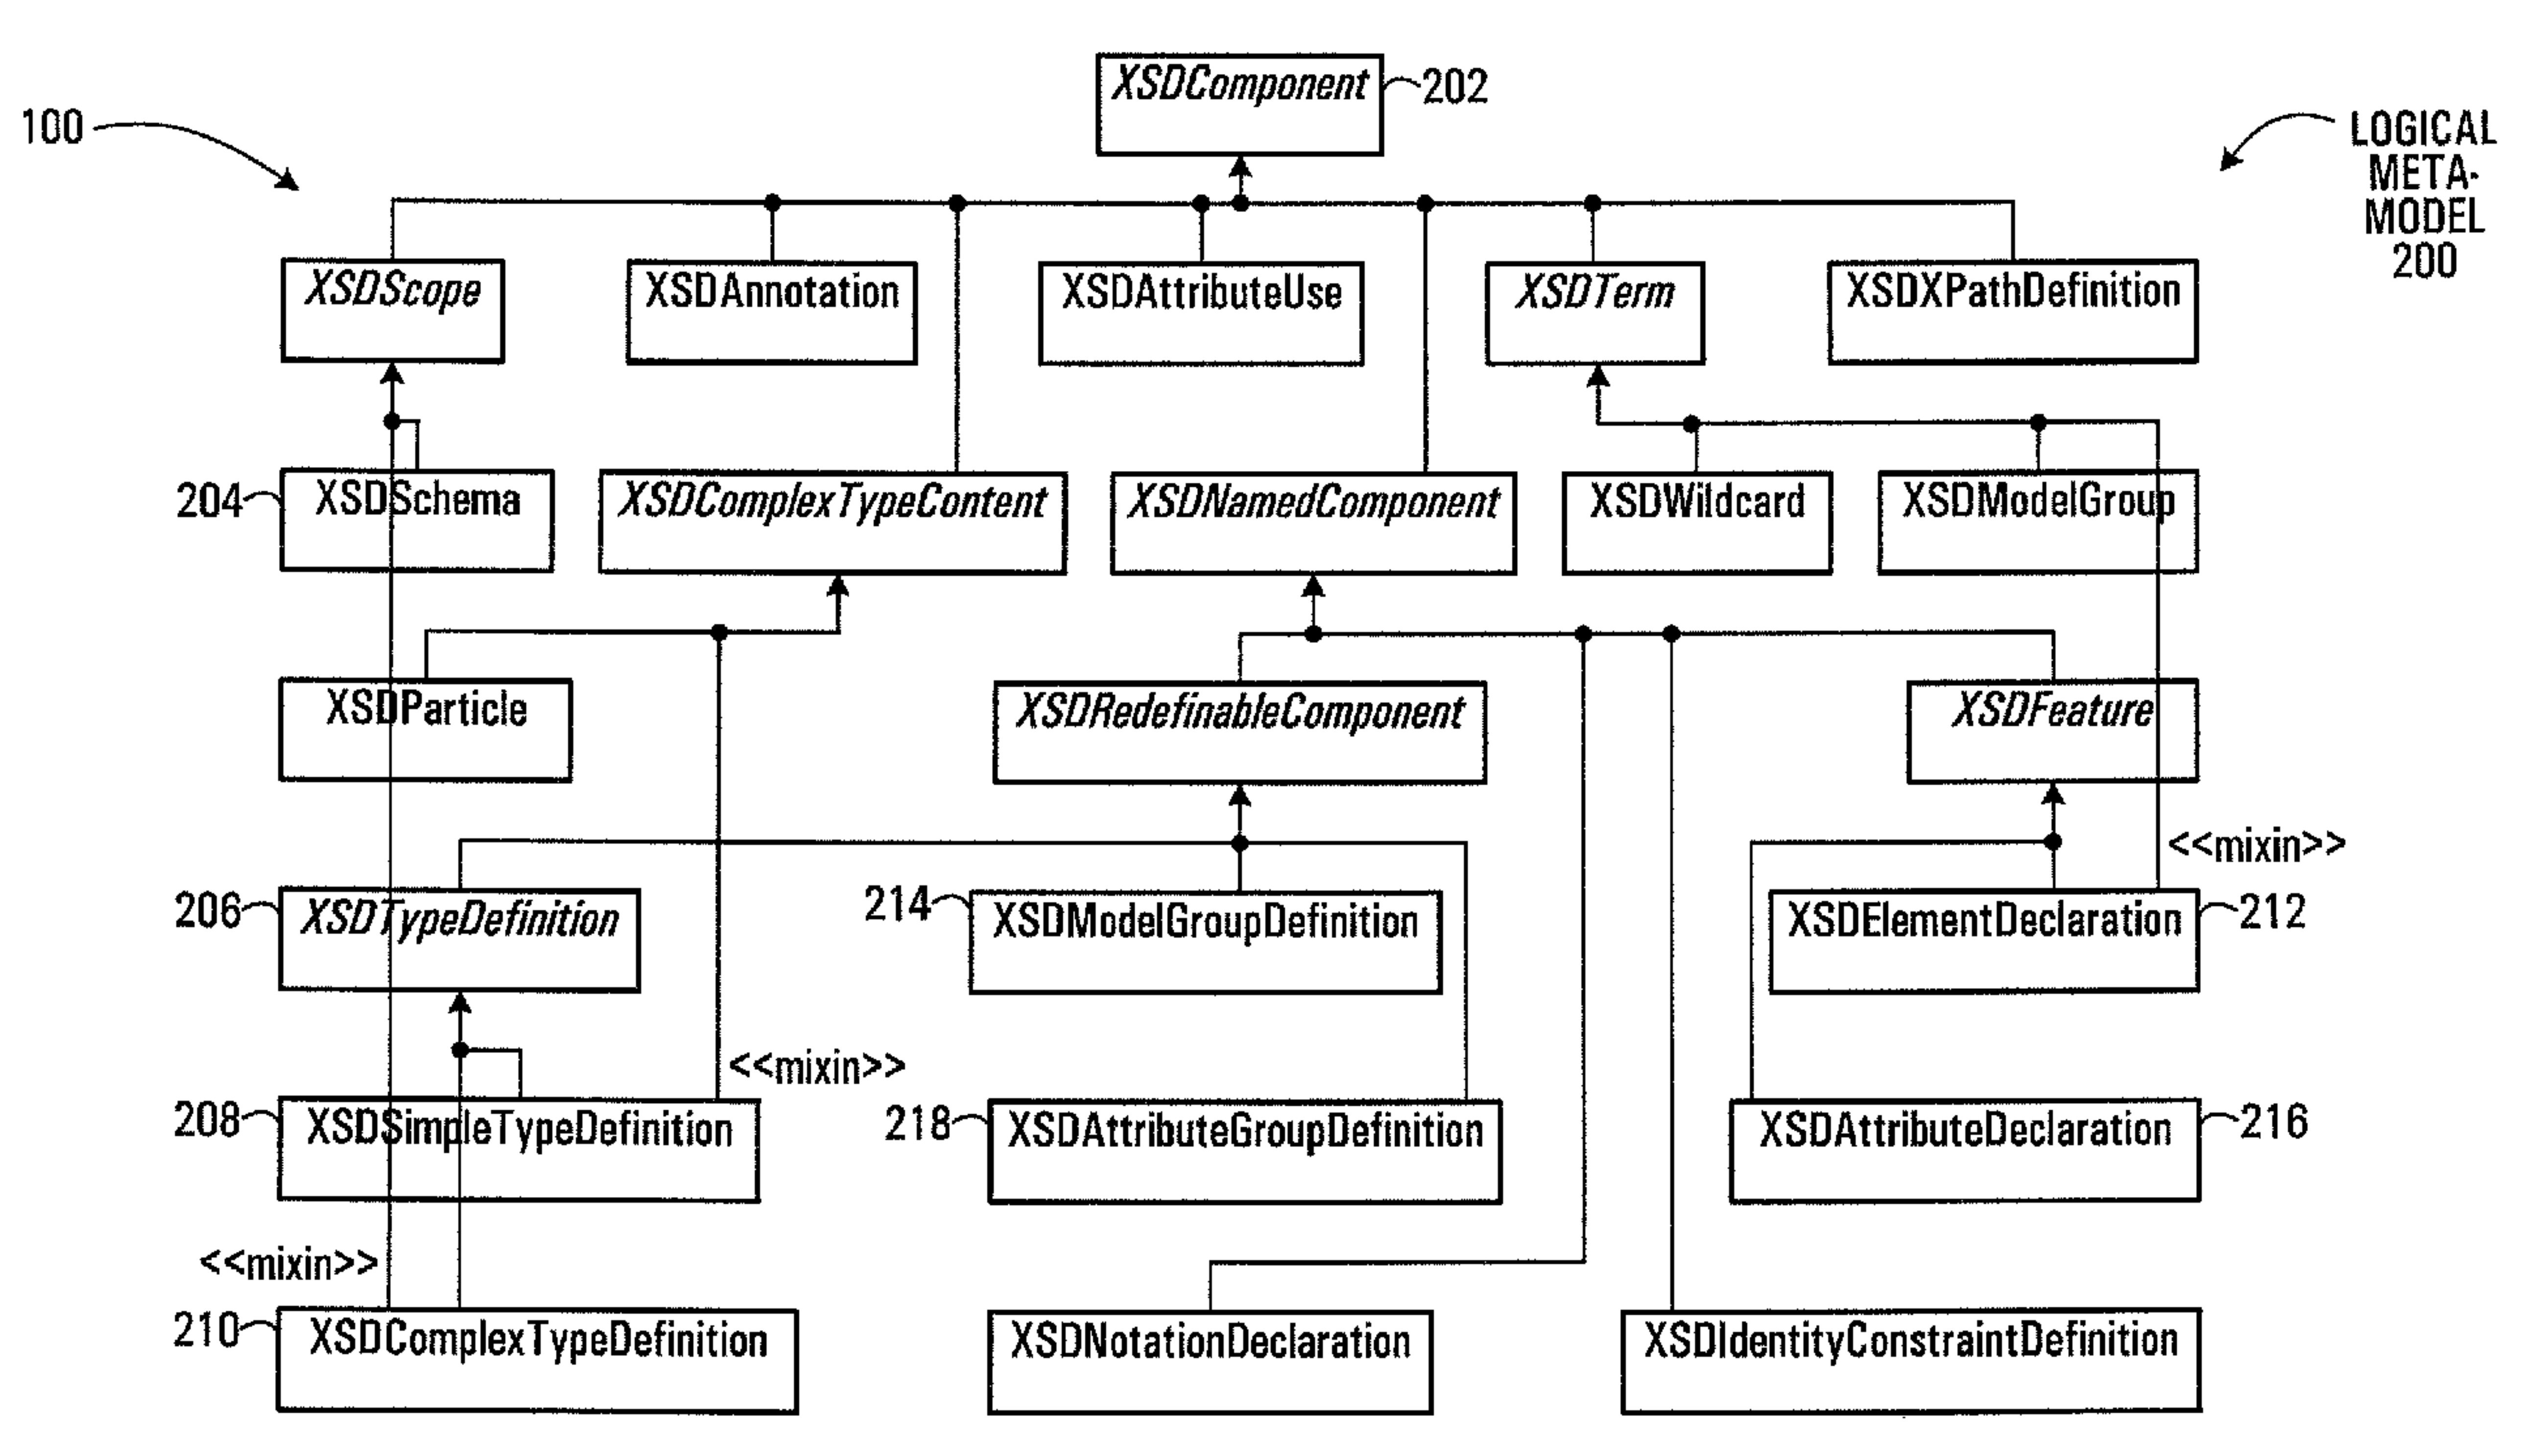 XSDComponent
202
100
LOGICAL
META-
MODEL
200
XSDScope
XSDAnnotation
XSDAttributeUse
XSDTerm
XSDXPathDefinition
204
XSDSchema
XSDComplexTypeContent
XSDNamedComponent
XSDWildcard
XSDModelGroup
XSDParticle
XSDRedefinableComponent
XSDFeature
<<mixin>>
206
XSDTypeDefinition
214
XSDModelGroupDefinition
XSDElementDeclaration
212
<<mixin>>
208
XSDSimpleTypeDefinition
218
XSDAttributeGroupDefinition
XSDAttributeDeclaration
216
<<mixin>>
210
XSDComplexTypeDefinition
XSDNotationDeclaration
XSDIdentityConstraintDefinition